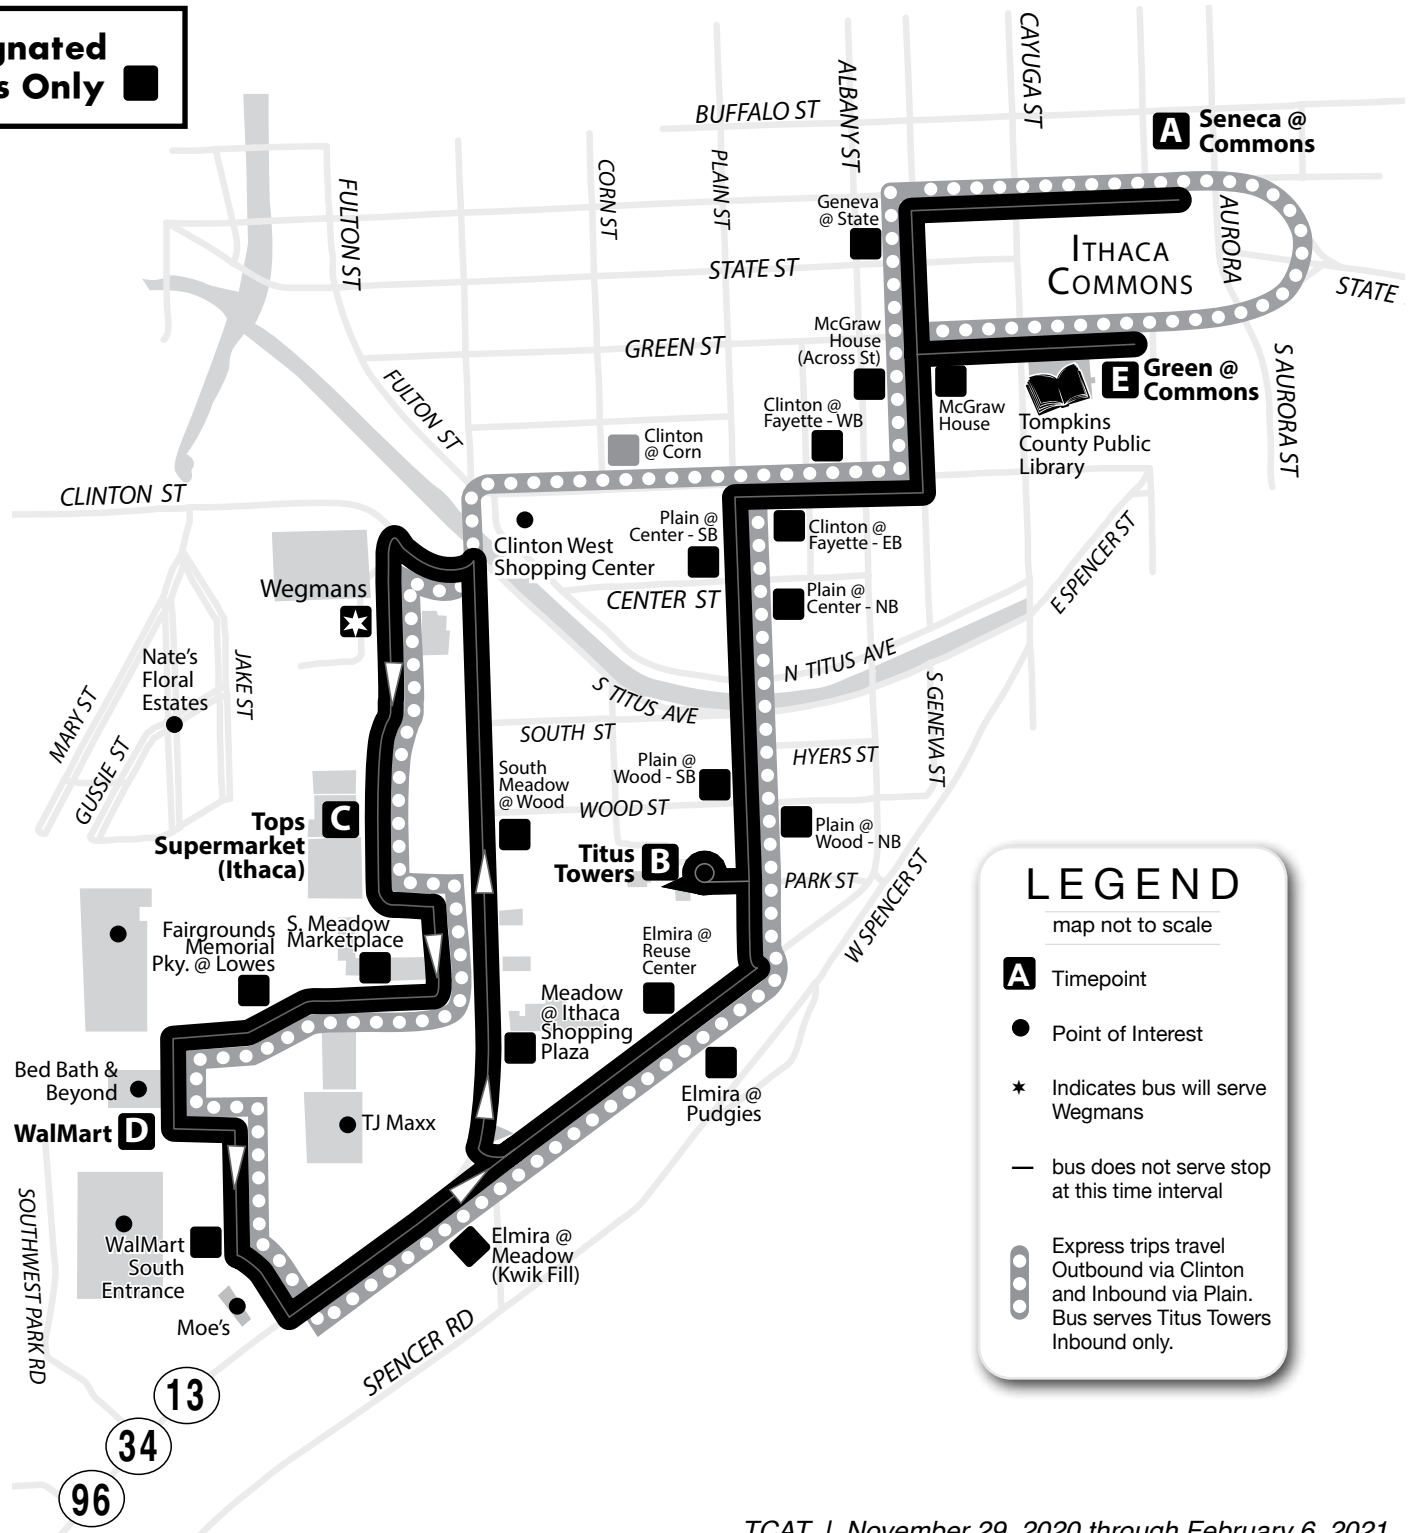 gnated
s Only
BUFFALO ST
ALBANY ST
CAYUGA ST
A
Seneca @
Commons
FULTON ST
CORN ST
PLAIN ST
Geneva
@ State
AURORA
ITHACA
COMMONS
STATE ST
STATE
McGraw
House
(Across St)
GREEN ST
E
Green @
Commons
S AURORA ST
FULTON ST
Clinton @
Fayette - WB
McGraw
House
Tompkins
County Public
Library
Clinton
@ Corn
CLINTON ST
Plain @
Center - SB
Clinton @
Fayette - EB
Clinton West
Shopping Center
E SPENCER ST
Wegmans
CENTER ST
Plain @
Center - NB
Nate's
Floral
Estates
JAKE ST
MARY ST
GUSSIE ST
N TITUS AVE
S TITUS AVE
S GENEVA ST
SOUTH ST
HYERS ST
South
Meadow
@ Wood
Plain @
Wood - SB
WOOD ST
C
Tops
Supermarket
(Ithaca)
Plain @
Wood - NB
Titus
Towers
B
PARK ST
W SPENCER ST
Fairgrounds
Memorial
Pky. @ Lowes
S. Meadow
Marketplace
Elmira @
Reuse
Center
Meadow
@ Ithaca
Shopping
Plaza
Bed Bath &
Beyond
Elmira @
Pudgies
WalMart
D
TJ Maxx
SOUTHWEST PARK RD
WalMart
South
Entrance
Elmira @
Meadow
(Kwik Fill)
Moe's
SPENCER RD
13
34
96
LEGEND
map not to scale
A
Timepoint
Point of Interest
Indicates bus will serve
Wegmans
— bus does not serve stop
at this time interval
Express trips travel
Outbound via Clinton
and Inbound via Plain.
Bus serves Titus Towers
Inbound only.
TCAT | November 29, 2020 through February 6, 2021